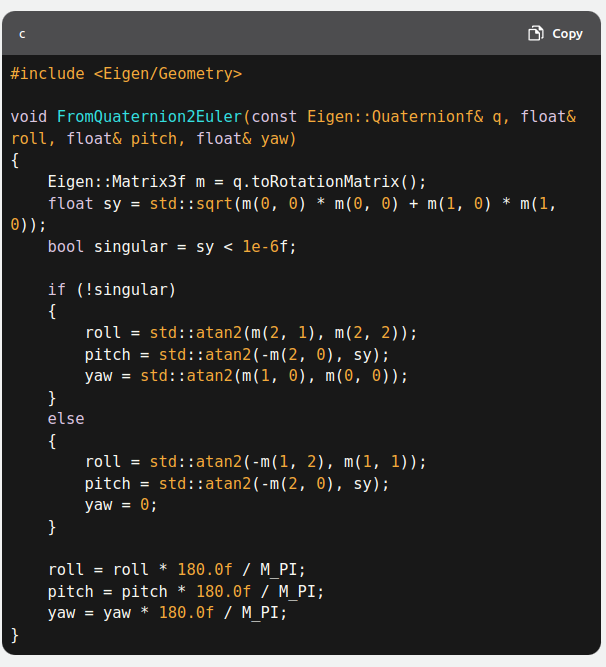 c
Copy
#include <Eigen/Geometry>
void FromQuaternion2Euler(const Eigen::Quaternionf& q, float&
roll, float& pitch, float& yaw)
{
    Eigen::Matrix3f m = q.toRotationMatrix();
    float sy = std::sqrt(m(0, 0) * m(0, 0) + m(1, 0) * m(1,
0));
    bool singular = sy < 1e-6f;
    if (!singular)
    {
        roll = std::atan2(m(2, 1), m(2, 2));
        pitch = std::atan2(-m(2, 0), sy);
        yaw = std::atan2(m(1, 0), m(0, 0));
    }
    else
    {
        roll = std::atan2(-m(1, 2), m(1, 1));
        pitch = std::atan2(-m(2, 0), sy);
        yaw = 0;
    }
    roll = roll * 180.0f / M_PI;
    pitch = pitch * 180.0f / M_PI;
    yaw = yaw * 180.0f / M_PI;
}